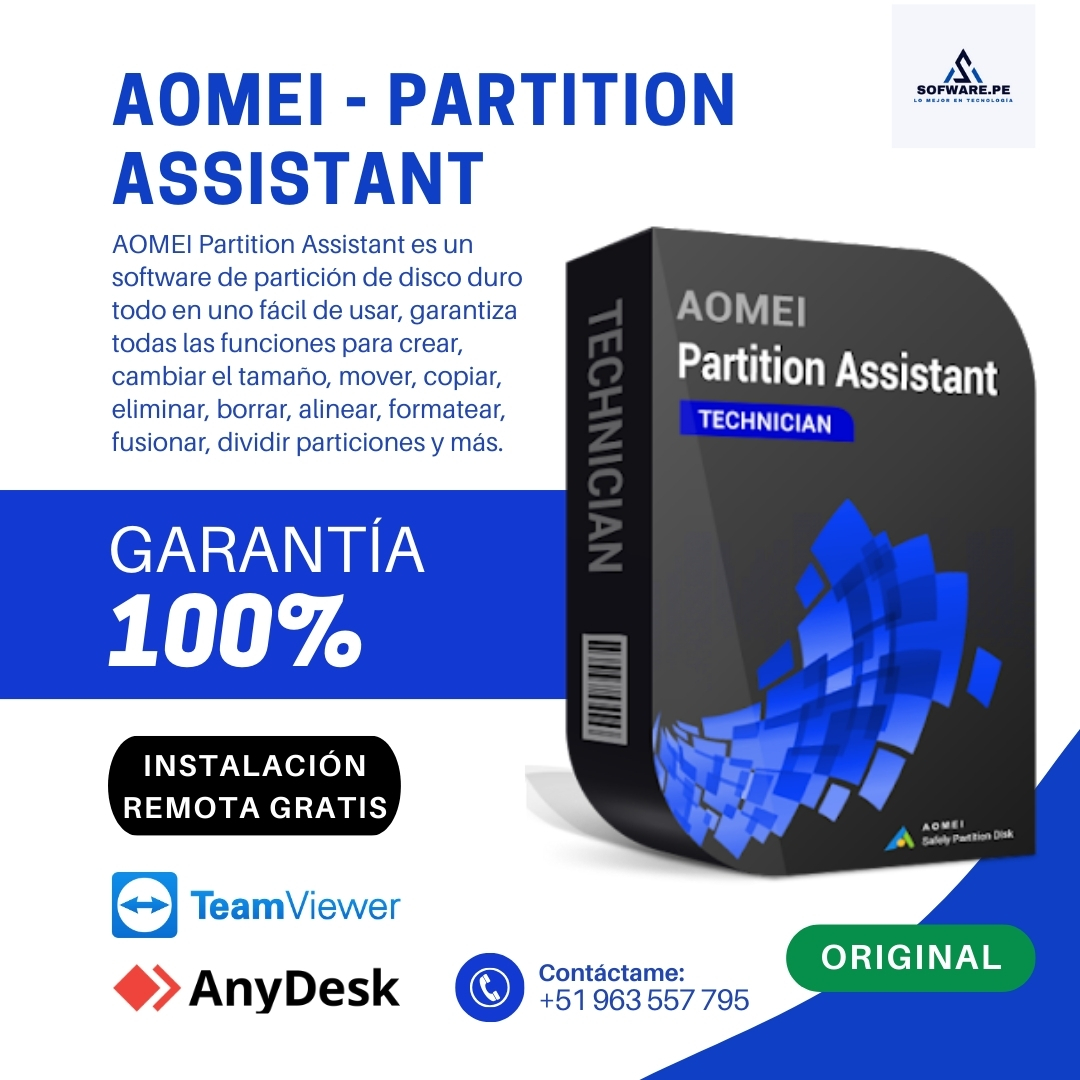 SOFWARE.PE
LO MEJOR EN TECNOLOGÍA
AOMEI - PARTITION
ASSISTANT
AOMEI Partition Assistant es un
software de partición de disco duro
todo en uno fácil de usar, garantiza
todas las funciones para crear,
cambiar el tamaño, mover, copiar,
eliminar, borrar, alinear, formatear,
fusionar, dividir particiones y más.
GARANTÍA
100%
INSTALACIÓN
REMOTA GRATIS
TeamViewer
AnyDesk
Contáctame:
+51 963 557 795
TECHNICIAN
AOMEI
Partition Assistant
TECHNICIAN
AOMEI
Safely Partition Disk
ORIGINAL